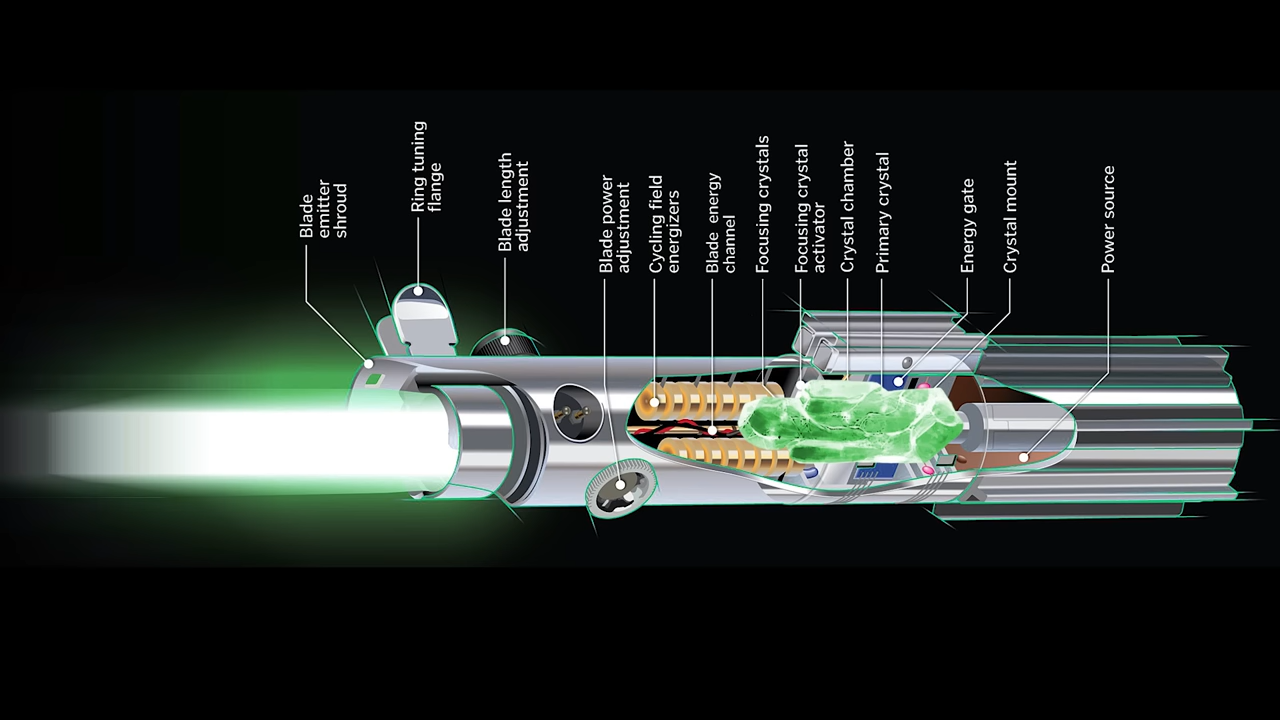 Blade
emitter
shroud
Ring tuning
flange
Blade length
adjustment
Blade power
adjustment
Cycling field
energizers
Blade energy
channel
Focusing crystals
Focusing crystal
activator
Crystal chamber
Primary crystal
Energy gate
Crystal mount
Power source